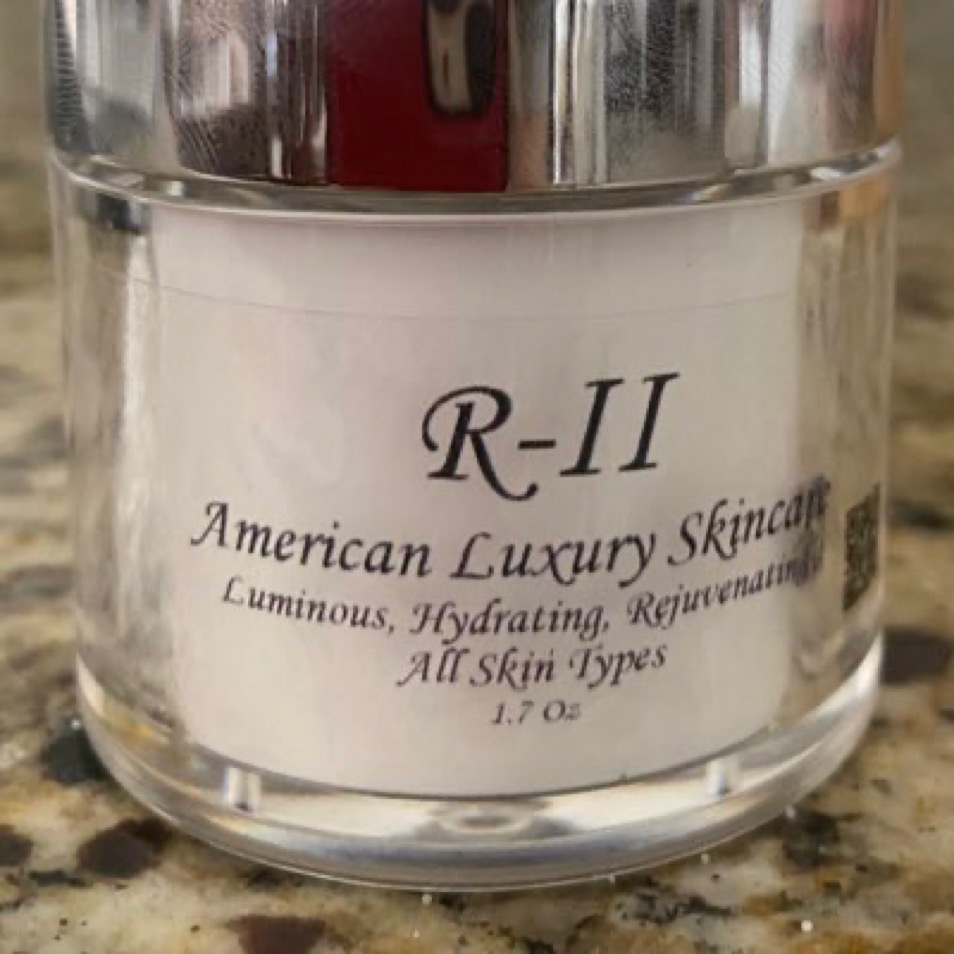 R-II
American Luxury Skincare
Luminous, Hydrating, Rejuvenating
All Skin Types
1.7 Oz